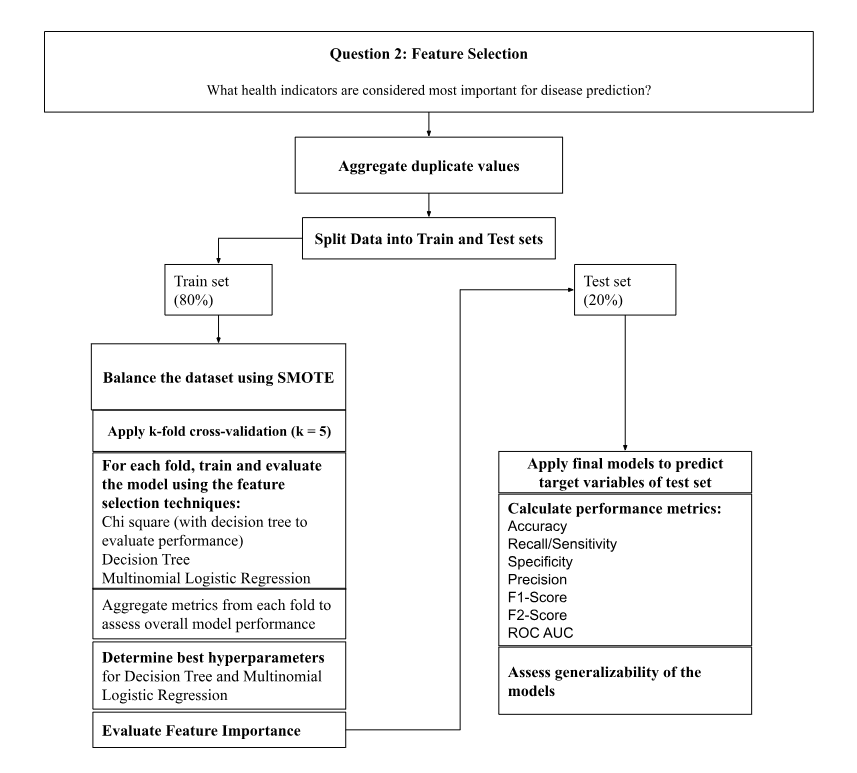 Question 2: Feature Selection
What health indicators are considered most important for disease prediction?
Aggregate duplicate values
Split Data into Train and Test sets
Train set
(80%)
Test set
(20%)
Balance the dataset using SMOTE
Apply k-fold cross-validation (k = 5)
For each fold, train and evaluate
the model using the feature
selection techniques:
Chi square (with decision tree to
evaluate performance)
Decision Tree
Multinomial Logistic Regression
Aggregate metrics from each fold to
assess overall model performance
Determine best hyperparameters
for Decision Tree and Multinomial
Logistic Regression
Evaluate Feature Importance
Apply final models to predict
target variables of test set
Calculate performance metrics:
Accuracy
Recall/Sensitivity
Specificity
Precision
F1-Score
F2-Score
ROC AUC
Assess generalizability of the
models